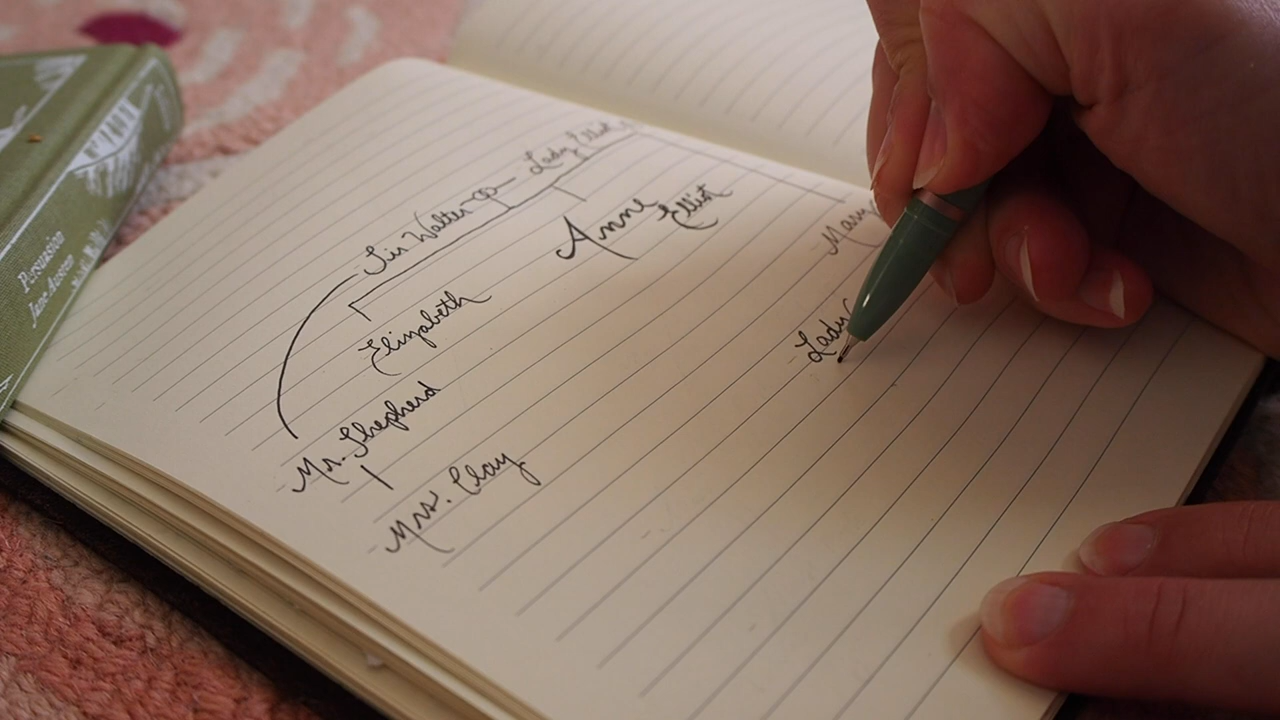 Persuasion
Jane Austen
Sir Walter Lady Elliot
Anne Elliot
Mary
Elizabeth
Lady
Mr. Shepherd
Mrs. Clay